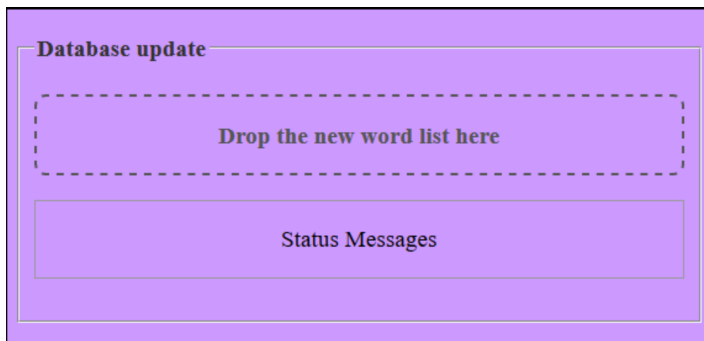 Database update
Drop the new word list here
Status Messages